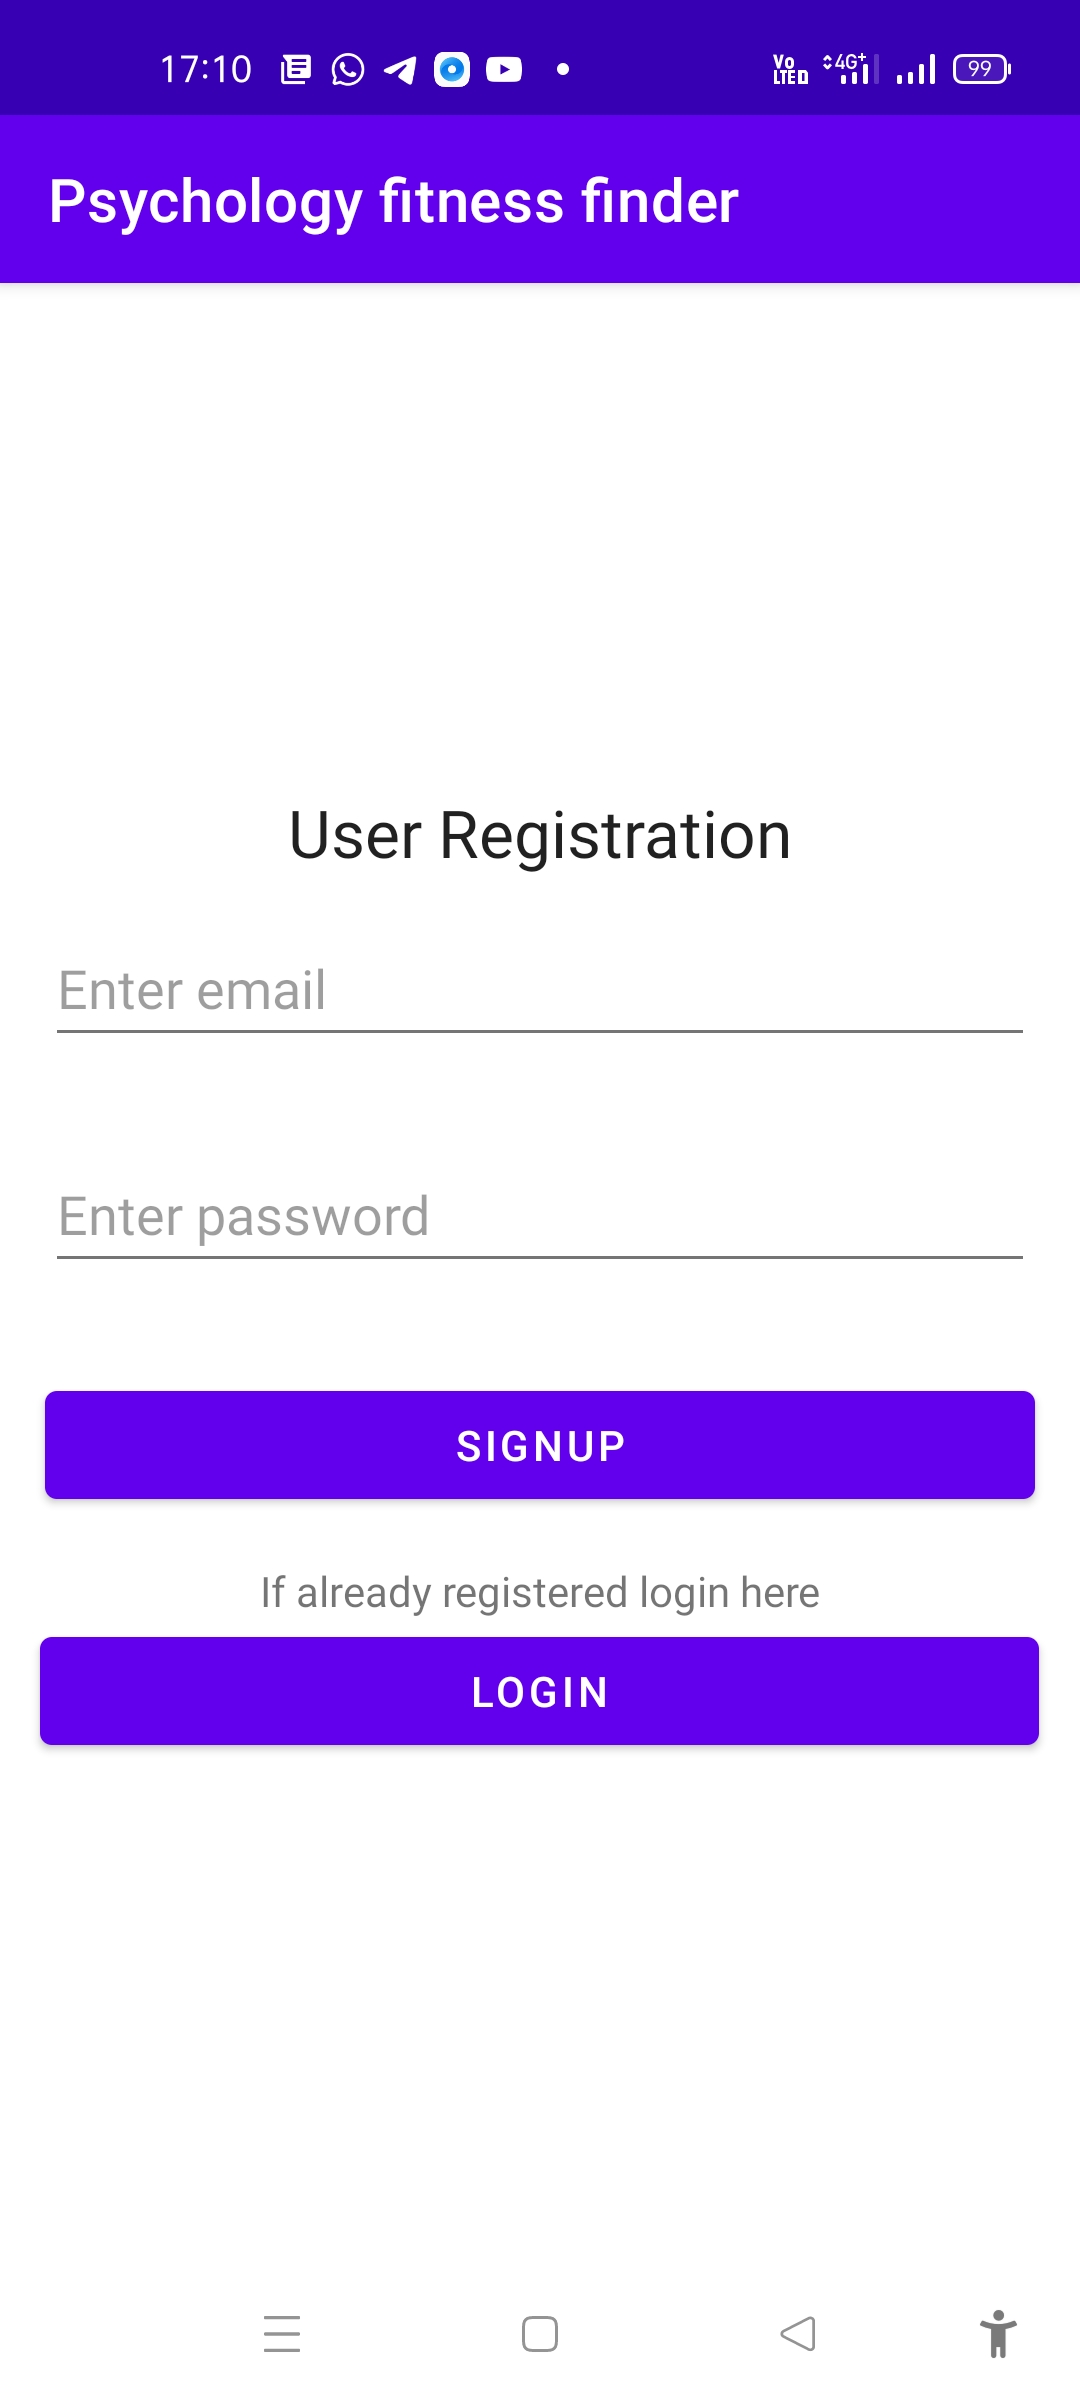 17:10 Vo LTED 4G+ 99
Psychology fitness finder
User Registration
Enter email
Enter password
SIGNUP
If already registered login here
LOGIN